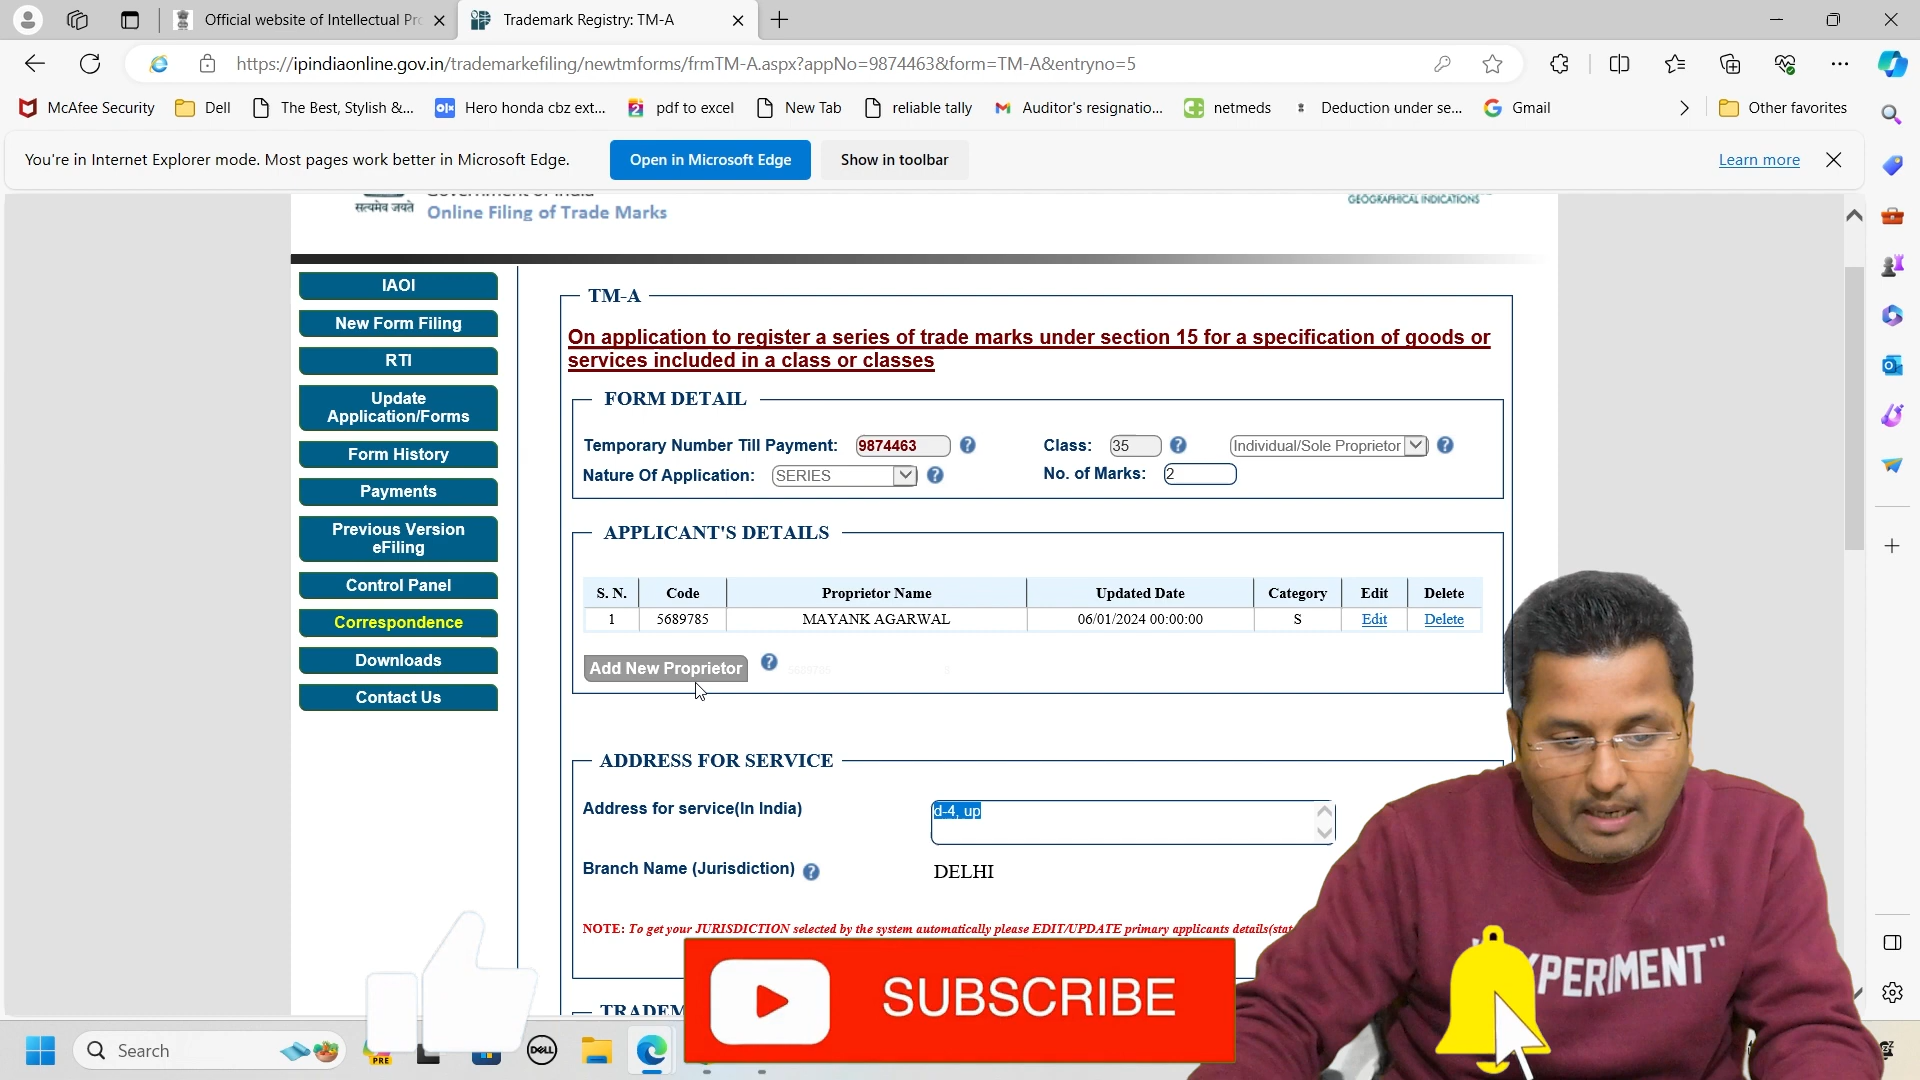 Official website of Intellectual Pro
Trademark Registry: TM-A
https://ipindiaonline.gov.in/trademarkefiling/newtmforms/frmTM-A.aspx?appNo=9874463&form=TM-A&entryno=5
McAfee Security
Dell
The Best, Stylish &...
Hero honda cbz ext...
pdf to excel
New Tab
reliable tally
Auditor's resignatio...
netmeds
Deduction under se...
Gmail
Other favorites
You're in Internet Explorer mode. Most pages work better in Microsoft Edge.
Open in Microsoft Edge
Show in toolbar
Learn more
सत्यमेव जयते
Government of India
Online Filing of Trade Marks
GEOGRAPHICAL INDICATIONS
IAOI
New Form Filing
RTI
Update
Application/Forms
Form History
Payments
Previous Version
eFiling
Control Panel
Correspondence
Downloads
Contact Us
TM-A
On application to register a series of trade marks under section 15 for a specification of goods or
services included in a class or classes
FORM DETAIL
Temporary Number Till Payment: 9874463 Class: 35 Individual/Sole Proprietor
Nature Of Application: SERIES No. of Marks: 2
APPLICANT'S DETAILS
S. N. Code Proprietor Name Updated Date Category Edit Delete
1 5689785 MAYANK AGARWAL 06/01/2024 00:00:00 S Edit Delete
Add New Proprietor
ADDRESS FOR SERVICE
Address for service(In India) d-4, up
Branch Name (Jurisdiction) DELHI
NOTE: To get your JURISDICTION selected by the system automatically please EDIT/UPDATE primary applicants details(stat
TRADEM
"EXPERIMENT"
SUBSCRIBE
Search
PRE
DELL